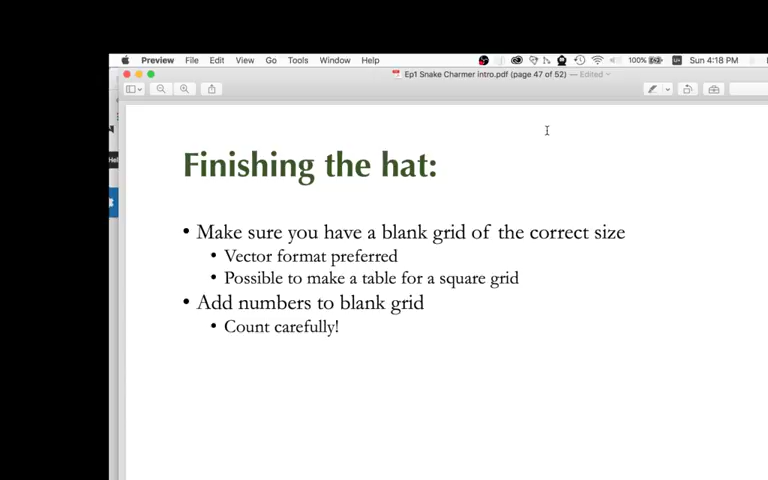 Preview File Edit View Go Tools Window Help 100% Sun 4:18 PM
Ep1 Snake Charmer intro.pdf (page 47 of 52) — Edited
Finishing the hat:
• Make sure you have a blank grid of the correct size
• Vector format preferred
• Possible to make a table for a square grid
• Add numbers to blank grid
• Count carefully!